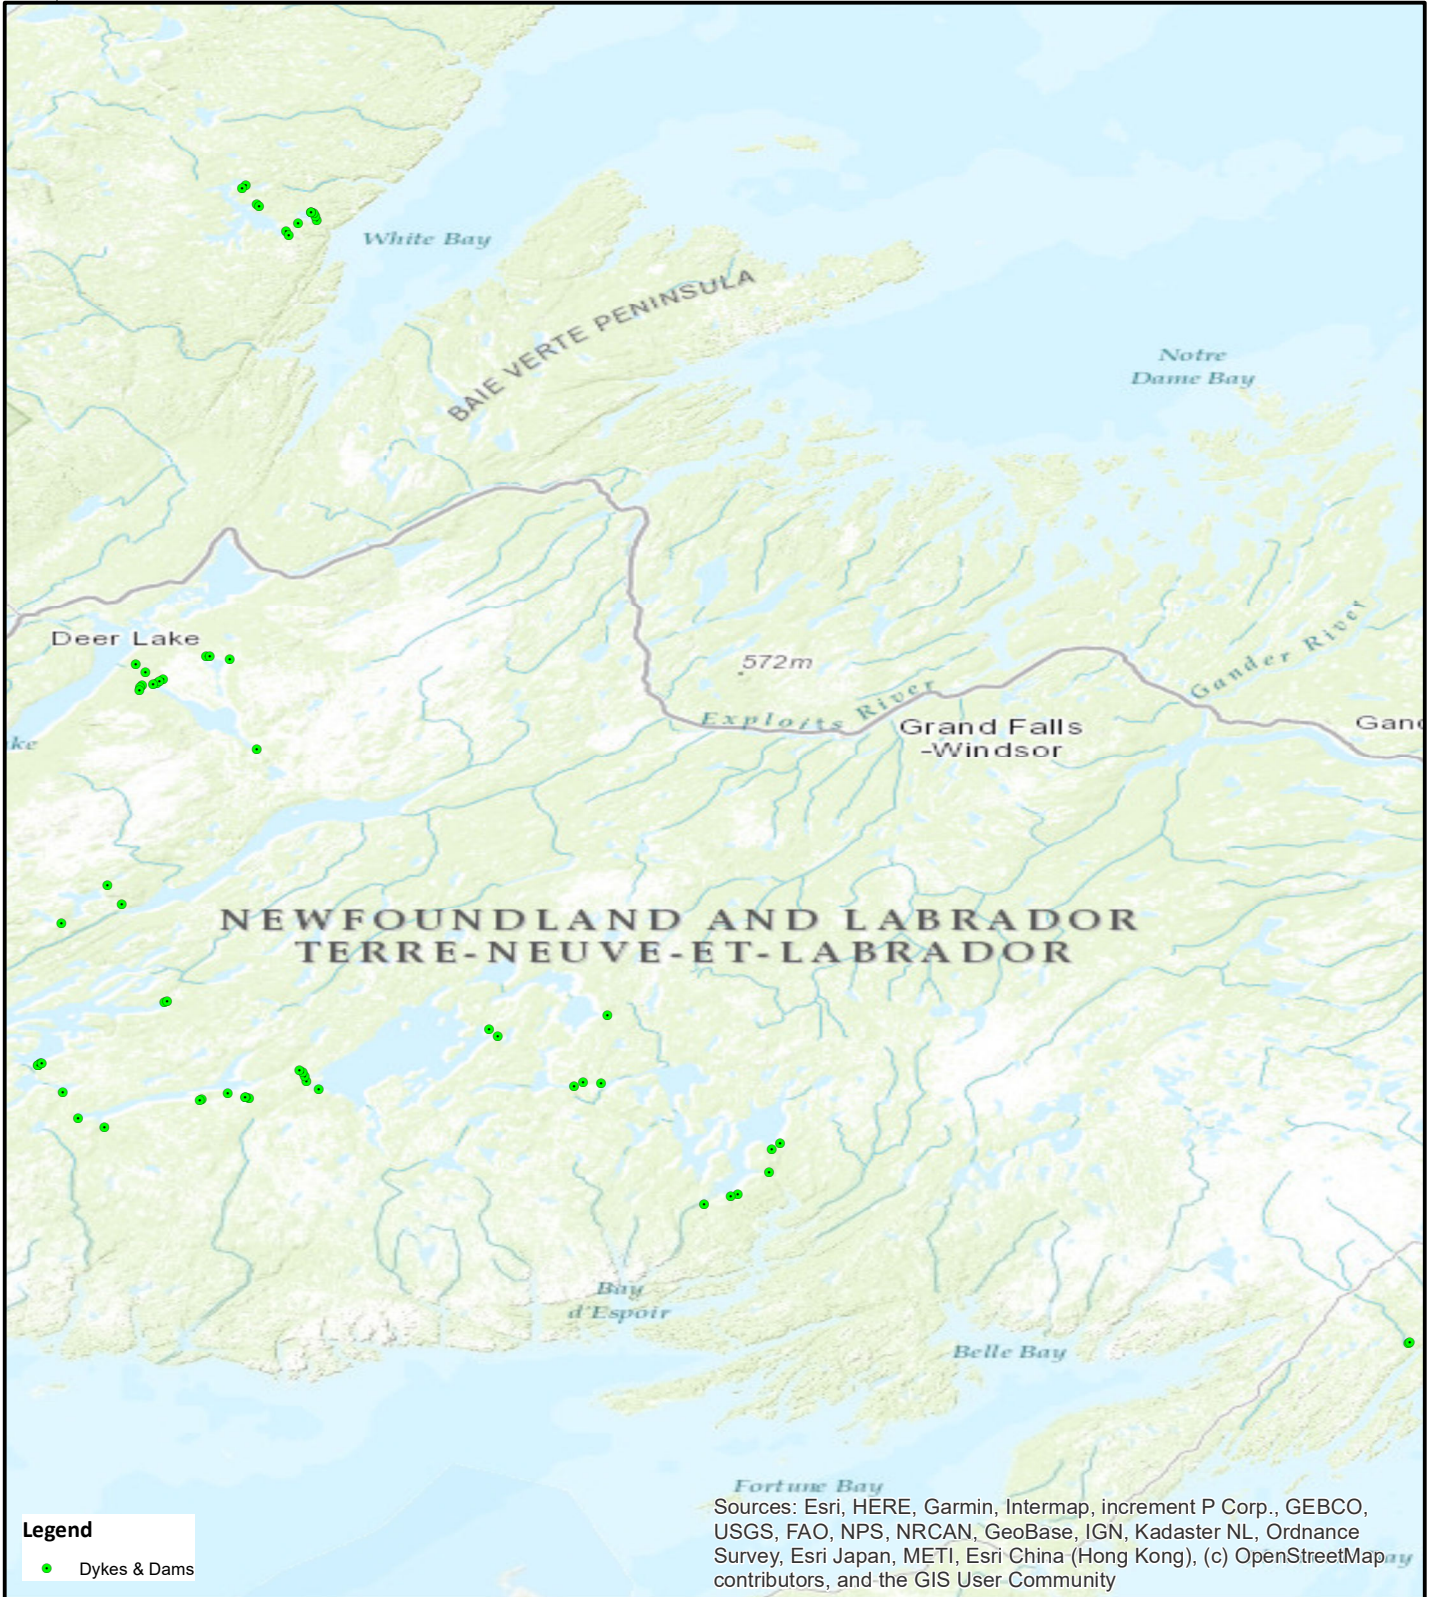 White Bay
BAIE VERTE PENINSULA
Notre
Dame Bay
Deer Lake
572m
Gander River
Exploits River
Grand Falls
-Windsor
Gand
ke
NEWFOUNDLAND AND LABRADOR
TERRE-NEUVE-ET-LABRADOR
Bay
d'Espoir
Belle Bay
Fortune Bay
Sources: Esri, HERE, Garmin, Intermap, increment P Corp., GEBCO,
USGS, FAO, NPS, NRCAN, GeoBase, IGN, Kadaster NL, Ordnance
Survey, Esri Japan, METI, Esri China (Hong Kong), (c) OpenStreetMap
contributors, and the GIS User Community
ay
Legend
Dykes & Dams